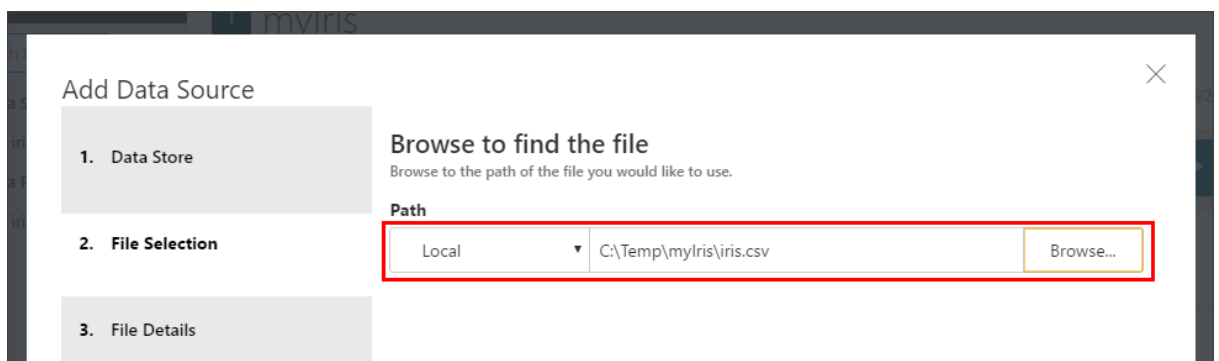 myIris
Add Data Source
1. Data Store
2. File Selection
3. File Details
Browse to find the file
Browse to the path of the file you would like to use.
Path
Local C:\Temp\myIris\iris.csv Browse...